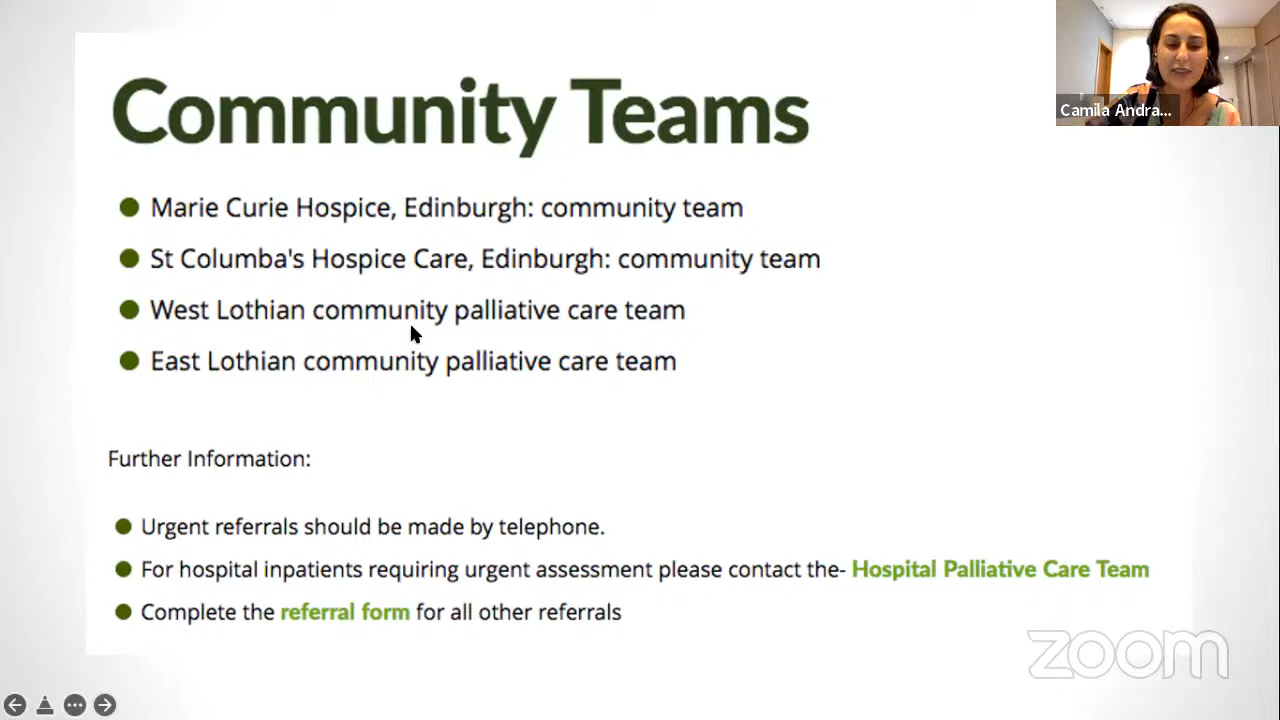 Community Teams
Marie Curie Hospice, Edinburgh: community team
St Columba's Hospice Care, Edinburgh: community team
West Lothian community palliative care team
East Lothian community palliative care team
Further Information:
Urgent referrals should be made by telephone.
For hospital inpatients requiring urgent assessment please contact the- Hospital Palliative Care Team
Complete the referral form for all other referrals
Camila Andra...
zoom